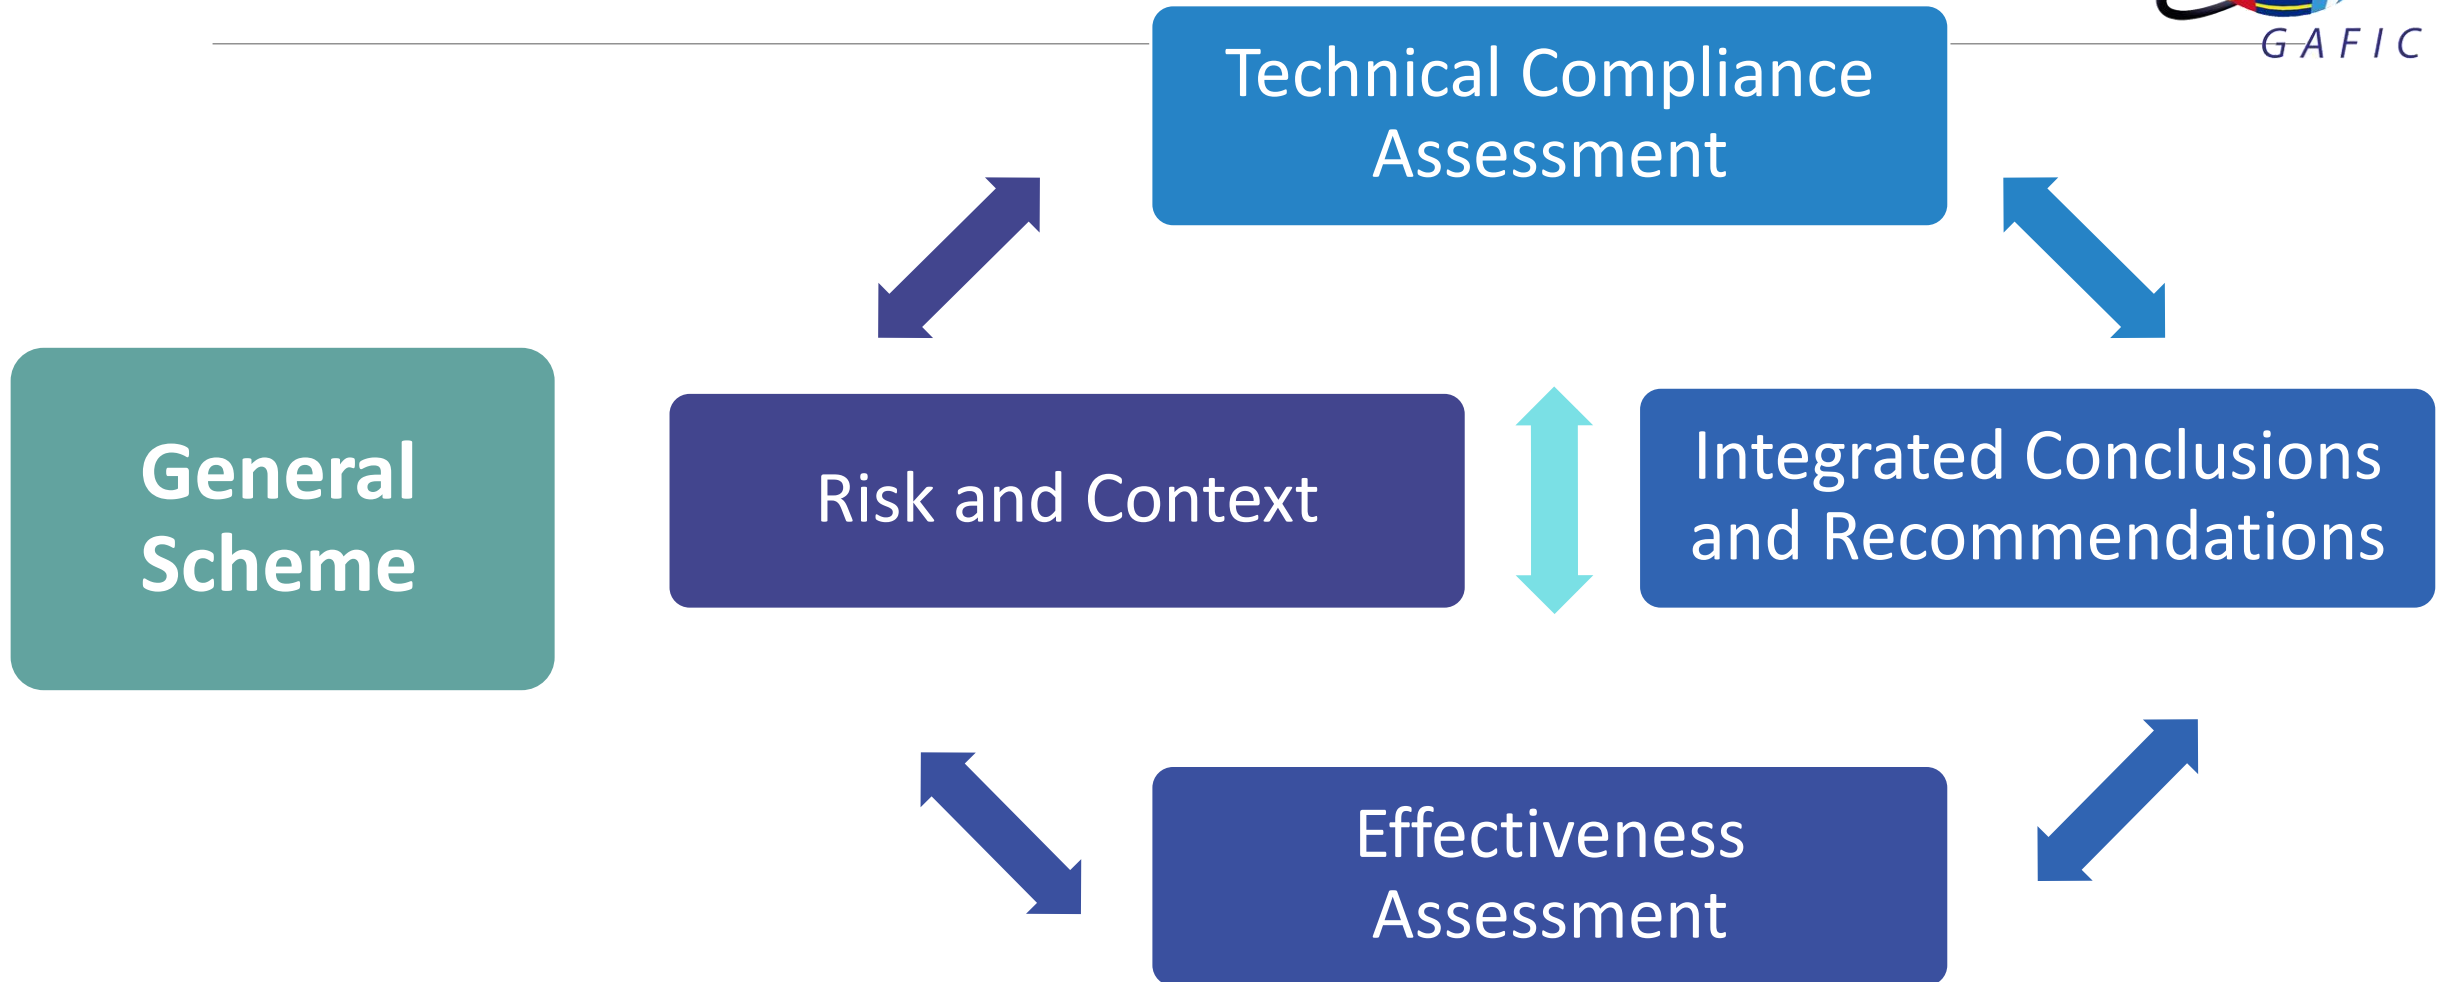 GAFIC
Technical Compliance
Assessment
General
Scheme
Risk and Context
Integrated Conclusions
and Recommendations
Effectiveness
Assessment